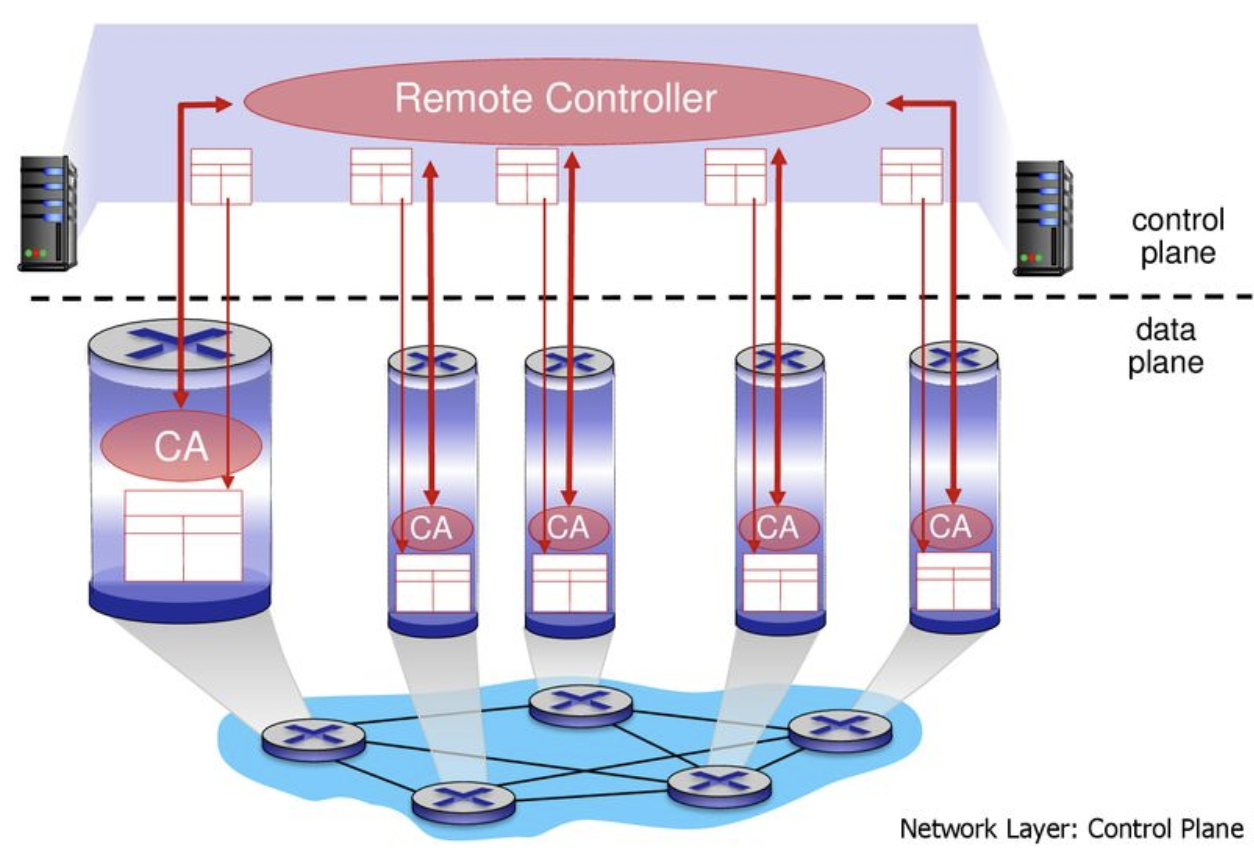 Remote Controller
control
plane
data
plane
CA
CA
CA
CA
CA
Network Layer: Control Plane